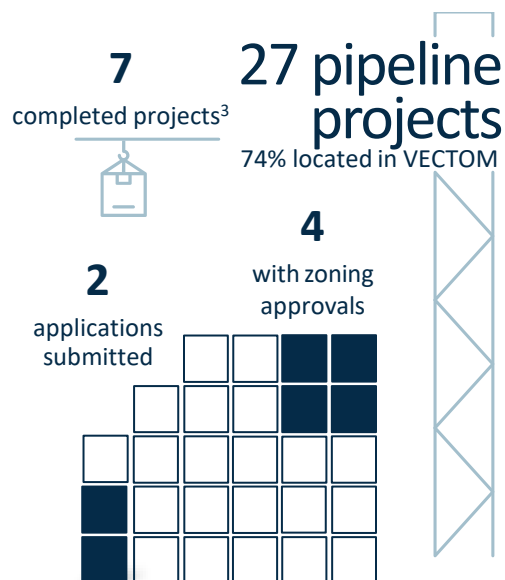 7
completed projects³
27 pipeline
projects
74% located in VECTOM
4
with zoning
approvals
2
applications
submitted